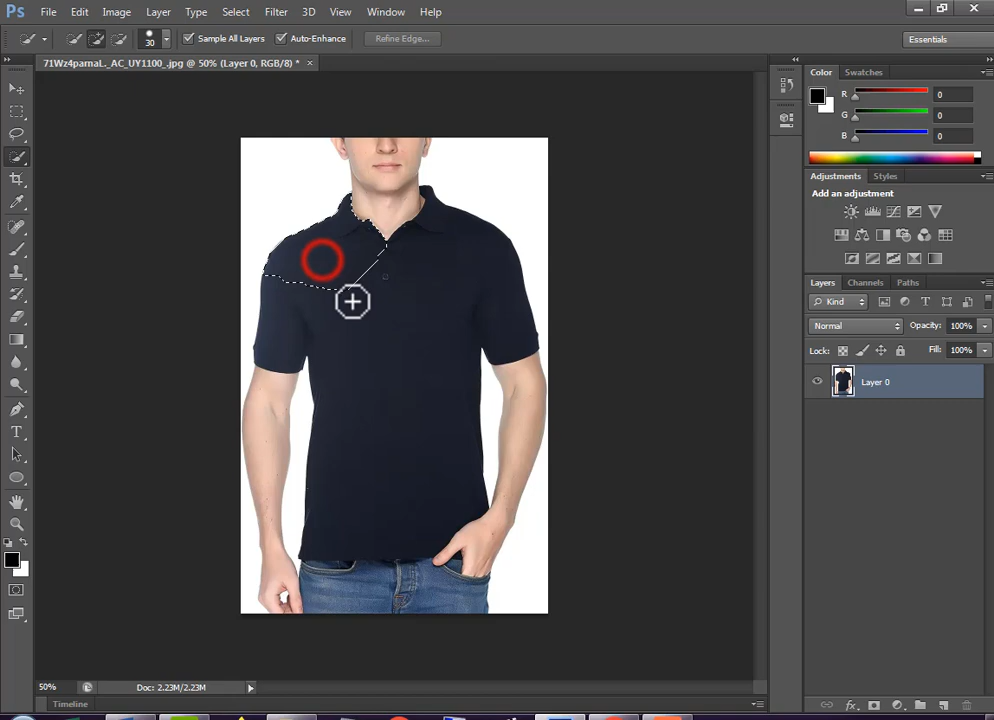 Ps File Edit Image Layer Type Select Filter 3D View Window Help
30 Sample All Layers Auto-Enhance Refine Edge... Essentials
71Wz4pamaL._AC_UY1100_.jpg @ 50% (Layer 0, RGB/8) * ×
Color Swatches
R 0
G 0
B 0
Adjustments Styles
Add an adjustment
Layers Channels Paths
Kind
Normal Opacity: 100%
Lock: Fill: 100%
Layer 0
50% Doc: 2.23M/2.23M
Timeline